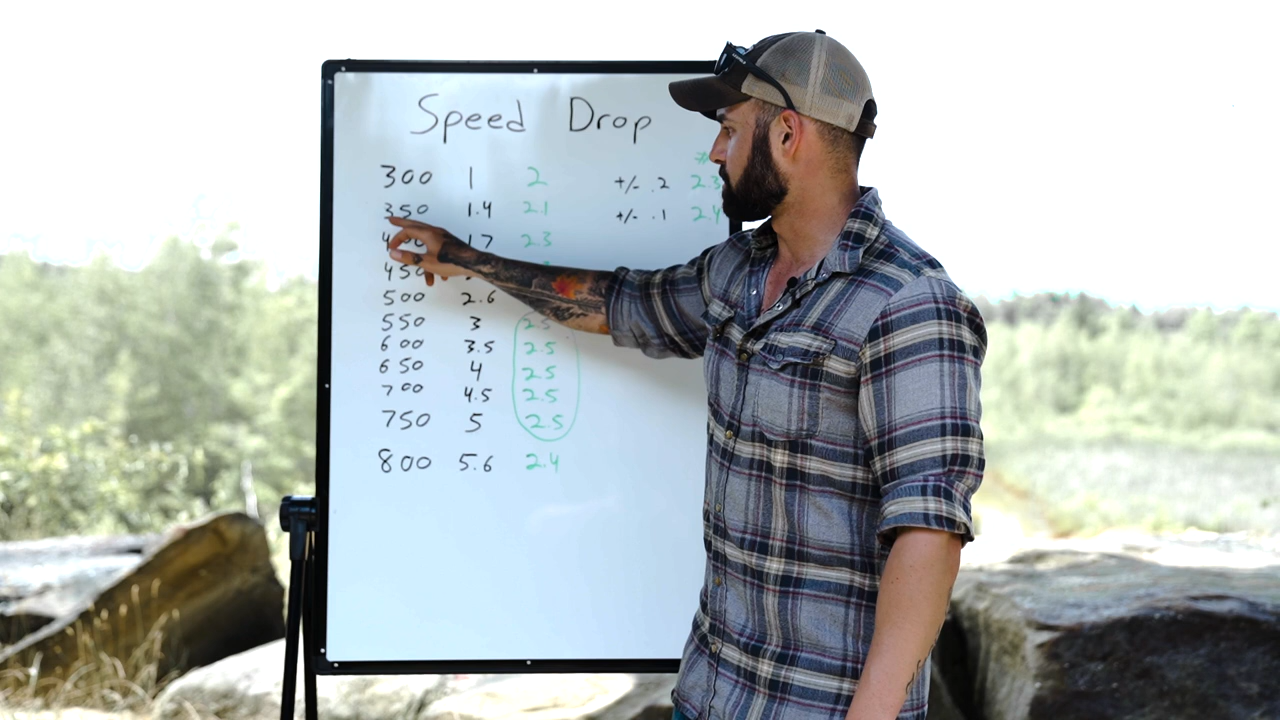 Speed Drop
#
300 1 2 +/- .2 2.3
350 1.4 2.1 +/- .1 2.4
400 1.7 2.3
450
500 2.6
550 3 2.5
600 3.5 2.5
650 4 2.5
700 4.5 2.5
750 5 2.5
800 5.6 2.4